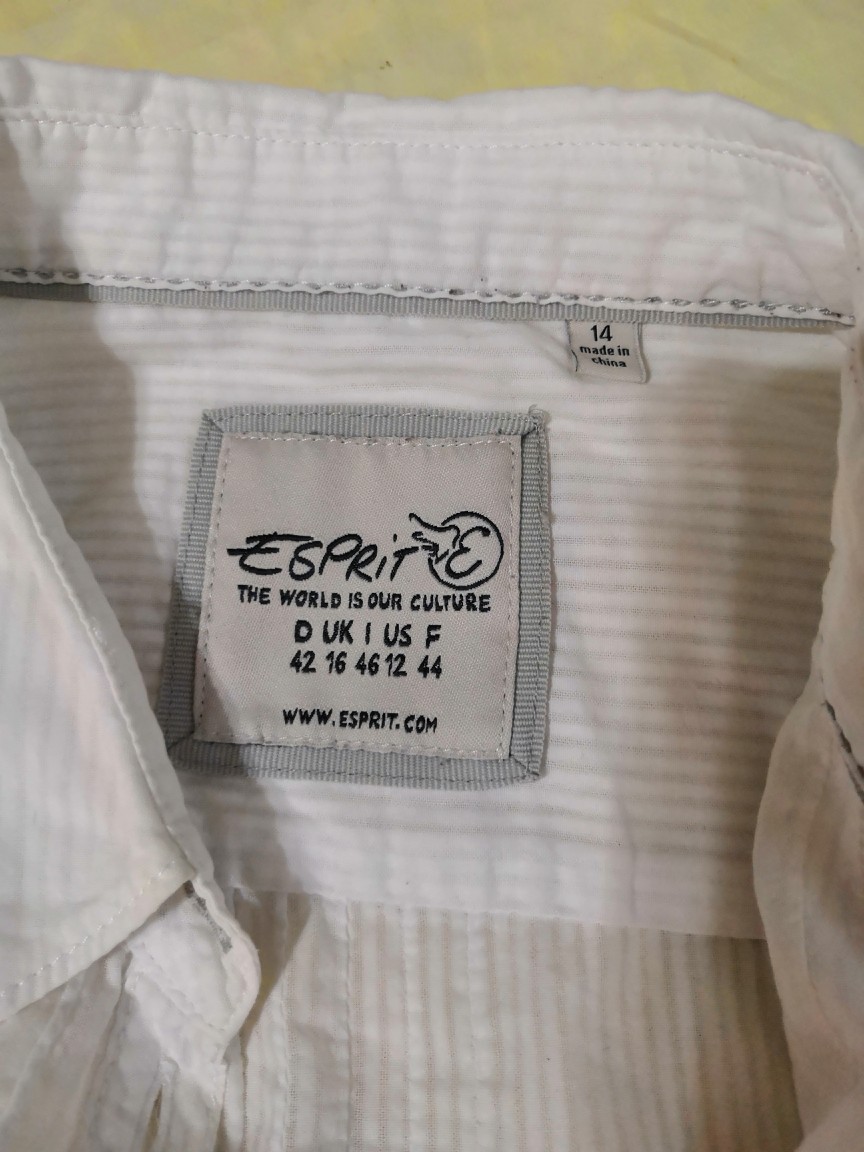 14
made in
china
ESPRIT E
THE WORLD IS OUR CULTURE
D UK I US F
42 16 46 12 44
WWW.ESPRIT.COM